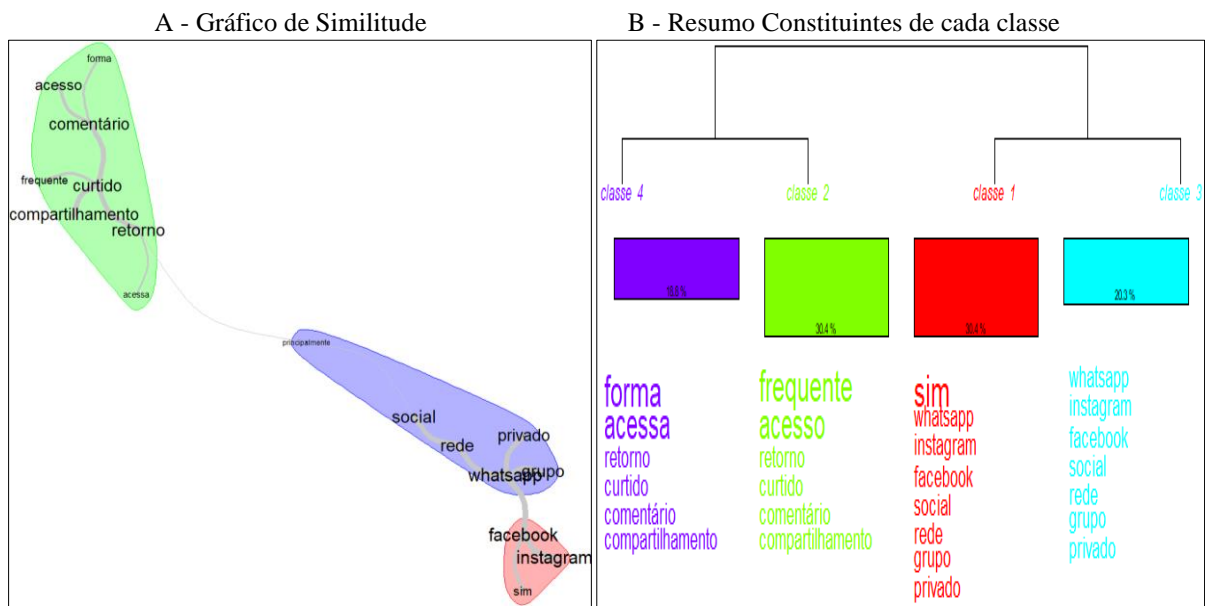 A - Gráfico de Similitude
B - Resumo Constituintes de cada classe
forma
acesso
comentário
frequente
curtido
compartilhamento
retorno
acessa
principalmente
social
privado
rede
whatsapp
grupo
facebook
instagram
sim
classe 4
classe 2
classe 1
classe 3
30.4 %
30.4 %
20.3 %
forma
acessa
retorno
curtido
comentário
compartilhamento
frequente
acesso
retorno
curtido
comentário
compartilhamento
sim
whatsapp
instagram
facebook
social
rede
grupo
privado
whatsapp
instagram
facebook
social
rede
grupo
privado